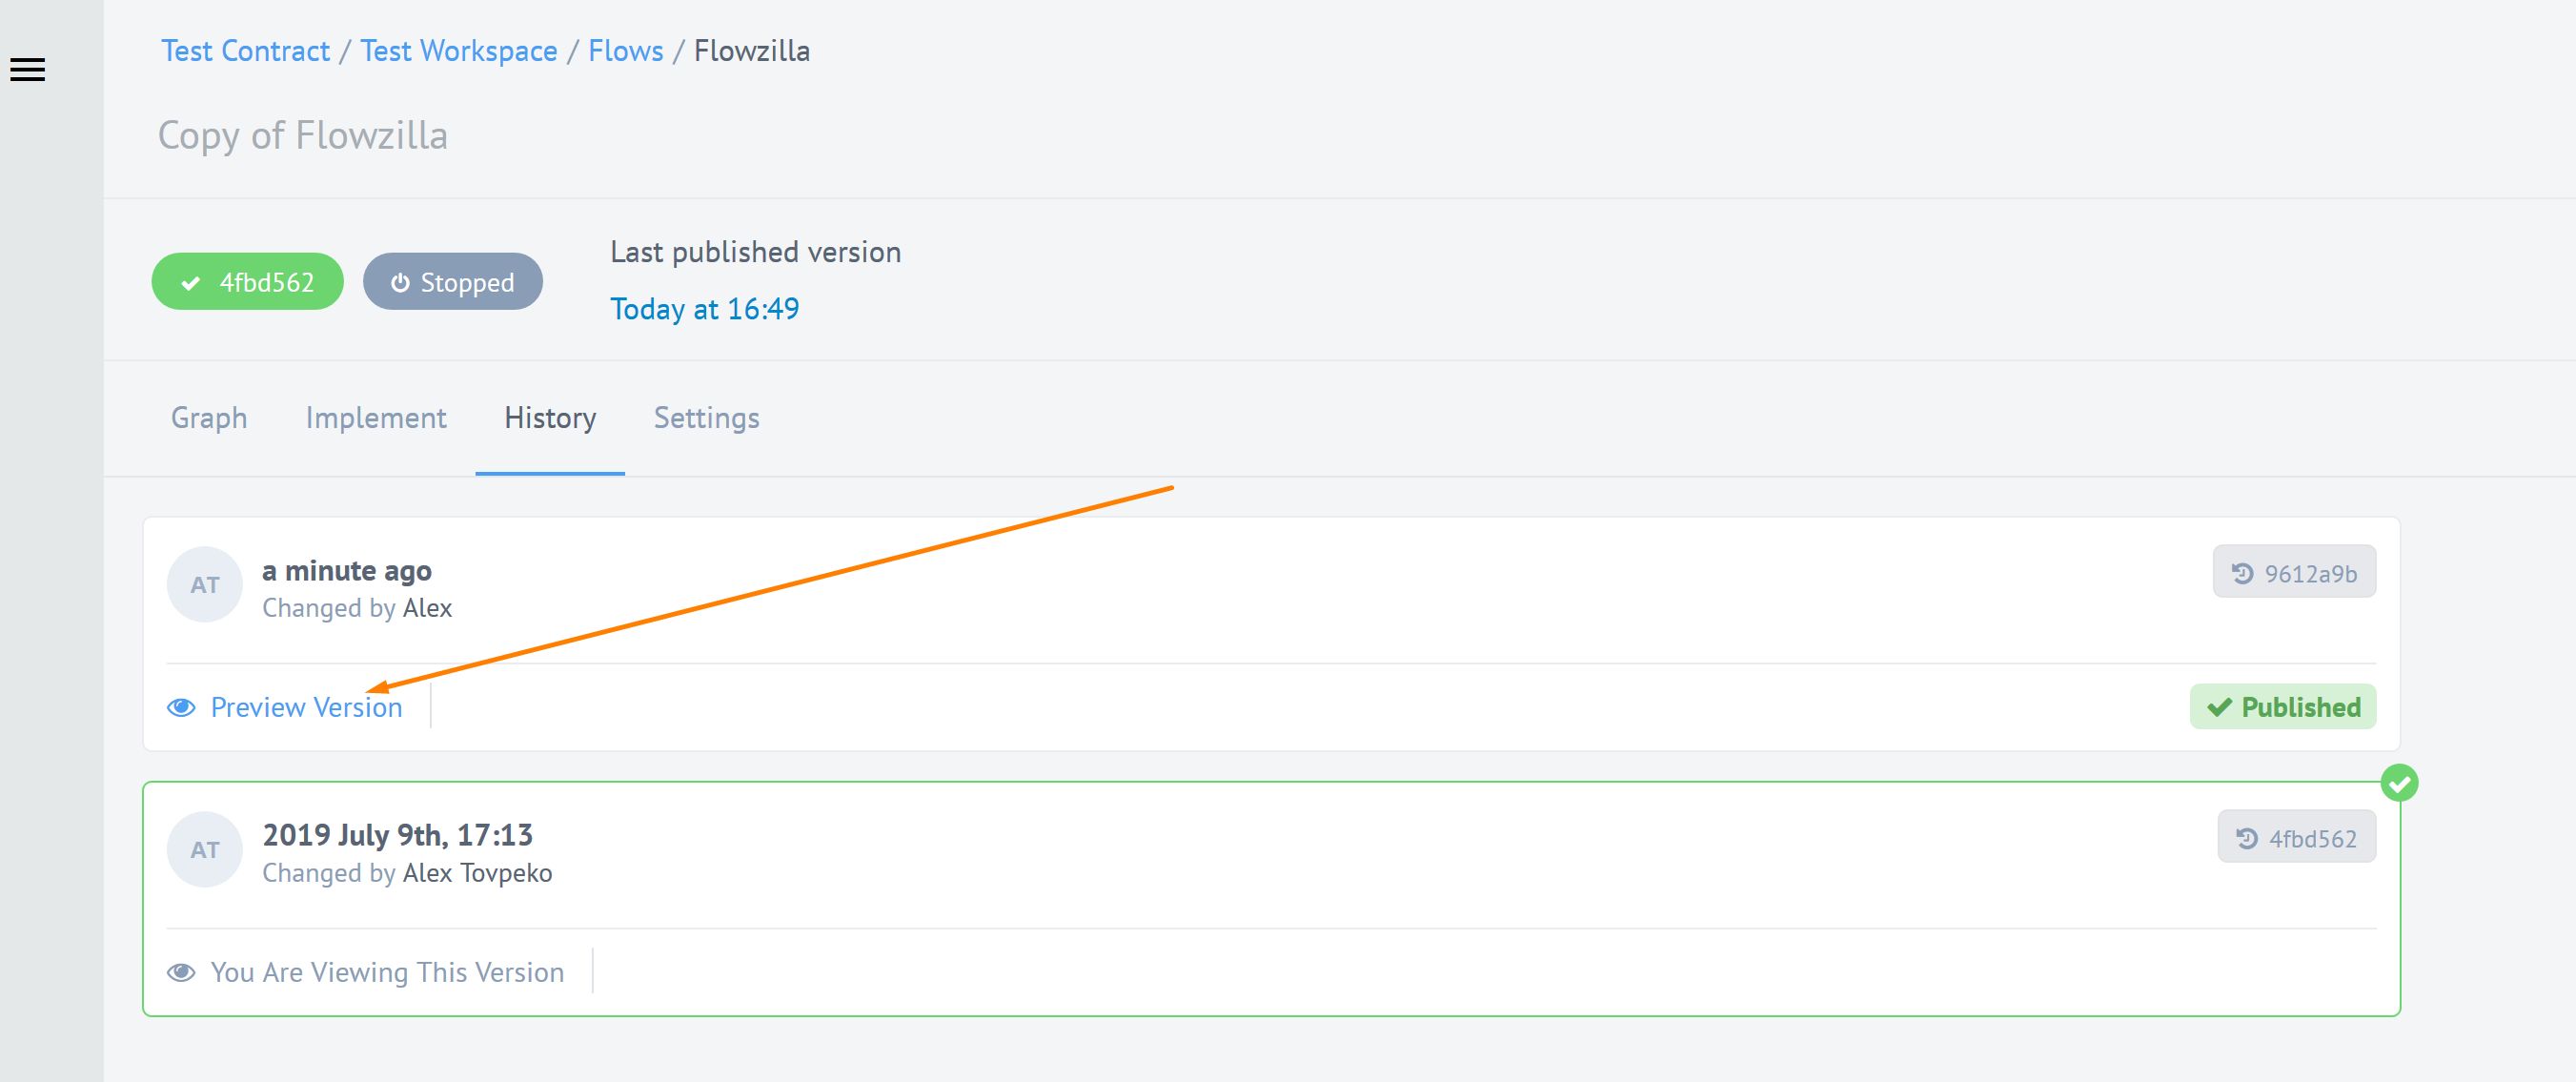 Test Contract / Test Workspace / Flows / Flowzilla
Copy of Flowzilla
4fbd562 Stopped
Last published version
Today at 16:49
Graph Implement History Settings
AT a minute ago 9612a9b
Changed by Alex
Preview Version Published
AT 2019 July 9th, 17:13 4fbd562
Changed by Alex Tovpeko
You Are Viewing This Version